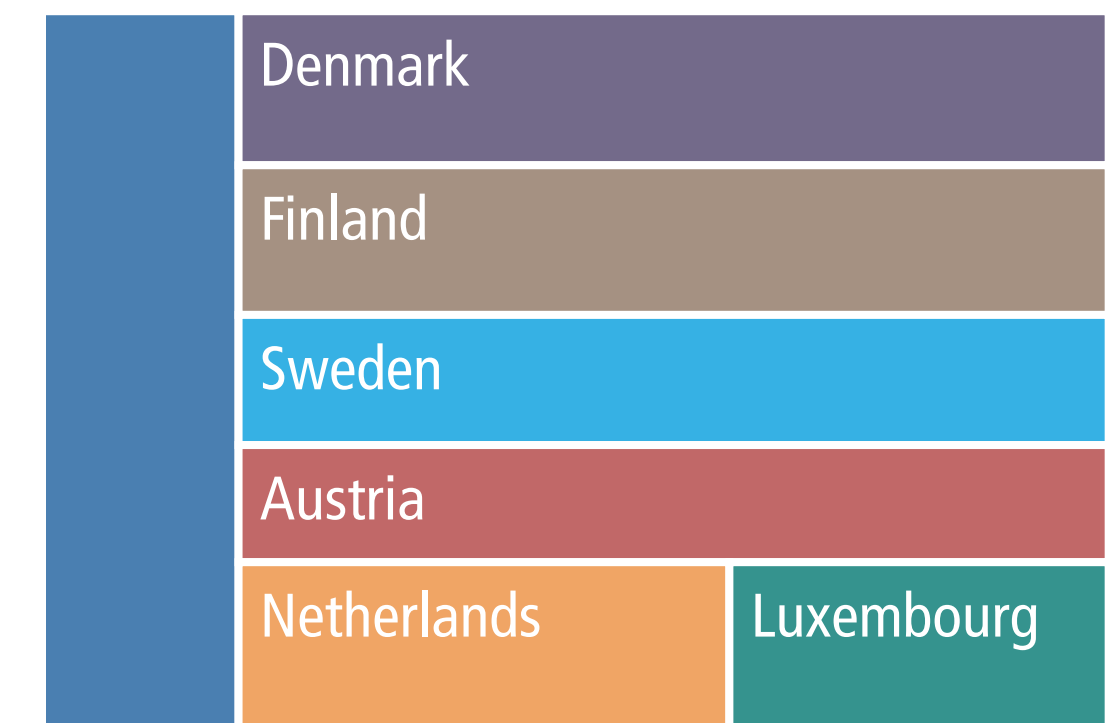 Denmark
Finland
Sweden
Austria
Netherlands
Luxembourg